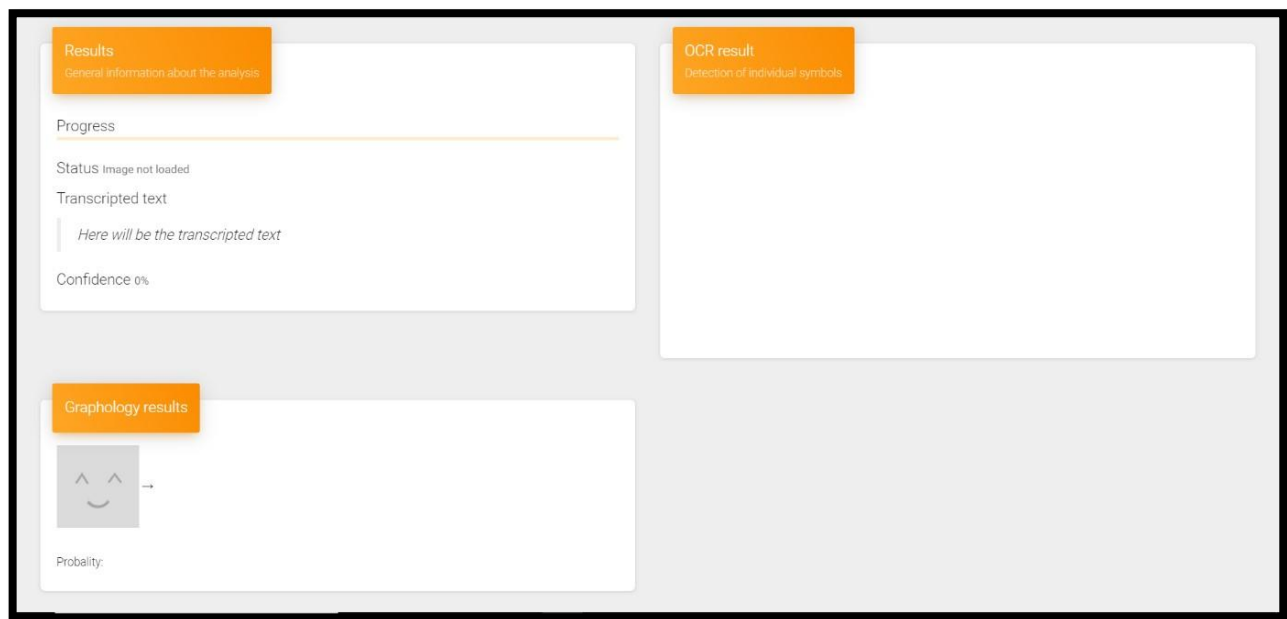 Results
General information about the analysis
Progress
Status Image not loaded
Transcripted text
Here will be the transcripted text
Confidence 0%
OCR result
Detection of individual symbols
Graphology results
→
Probality: